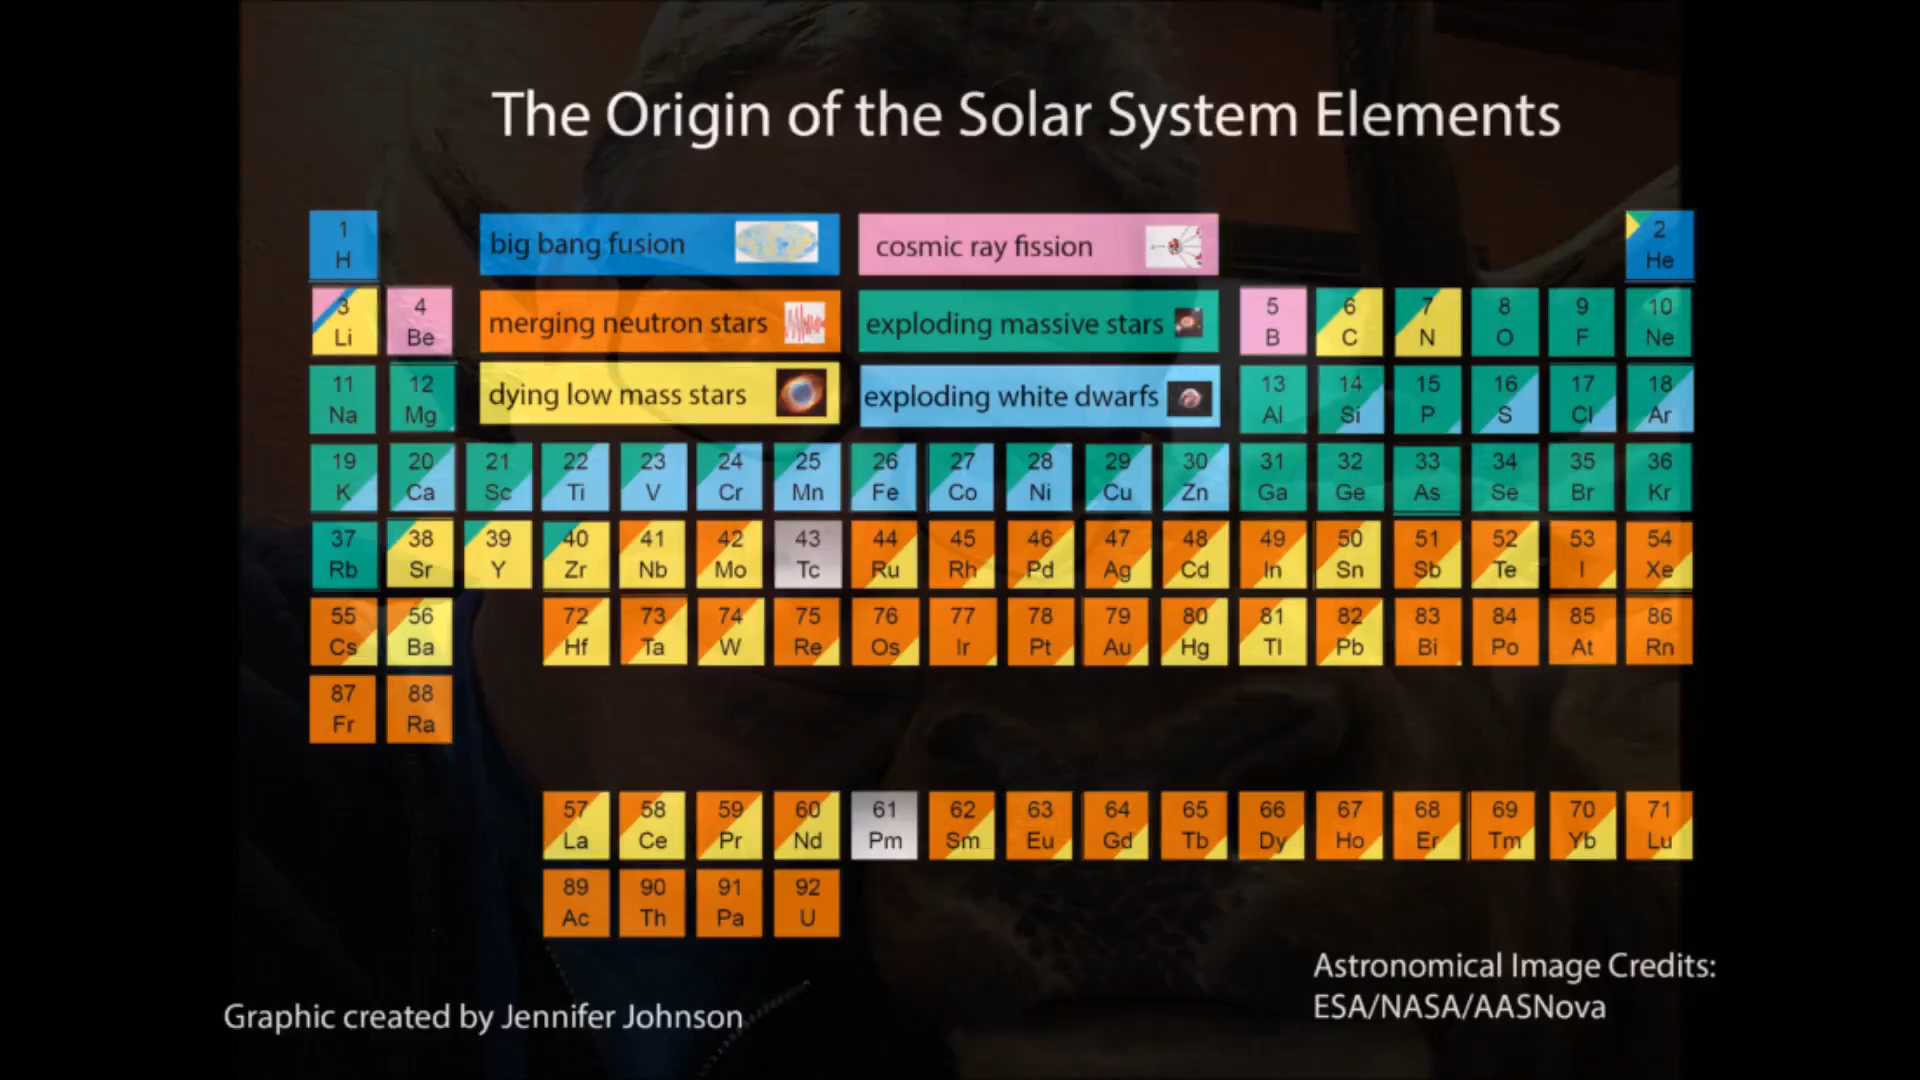 The Origin of the Solar System Elements
1 H
big bang fusion
cosmic ray fission
2 He
3 Li
4 Be
merging neutron stars
exploding massive stars
5 B
6 C
7 N
8 O
9 F
10 Ne
11 Na
12 Mg
dying low mass stars
exploding white dwarfs
13 Al
14 Si
15 P
16 S
17 Cl
18 Ar
19 K
20 Ca
21 Sc
22 Ti
23 V
24 Cr
25 Mn
26 Fe
27 Co
28 Ni
29 Cu
30 Zn
31 Ga
32 Ge
33 As
34 Se
35 Br
36 Kr
37 Rb
38 Sr
39 Y
40 Zr
41 Nb
42 Mo
43 Tc
44 Ru
45 Rh
46 Pd
47 Ag
48 Cd
49 In
50 Sn
51 Sb
52 Te
53 I
54 Xe
55 Cs
56 Ba
72 Hf
73 Ta
74 W
75 Re
76 Os
77 Ir
78 Pt
79 Au
80 Hg
81 Tl
82 Pb
83 Bi
84 Po
85 At
86 Rn
87 Fr
88 Ra
57 La
58 Ce
59 Pr
60 Nd
61 Pm
62 Sm
63 Eu
64 Gd
65 Tb
66 Dy
67 Ho
68 Er
69 Tm
70 Yb
71 Lu
89 Ac
90 Th
91 Pa
92 U
Graphic created by Jennifer Johnson
Astronomical Image Credits:
ESA/NASA/AASNova